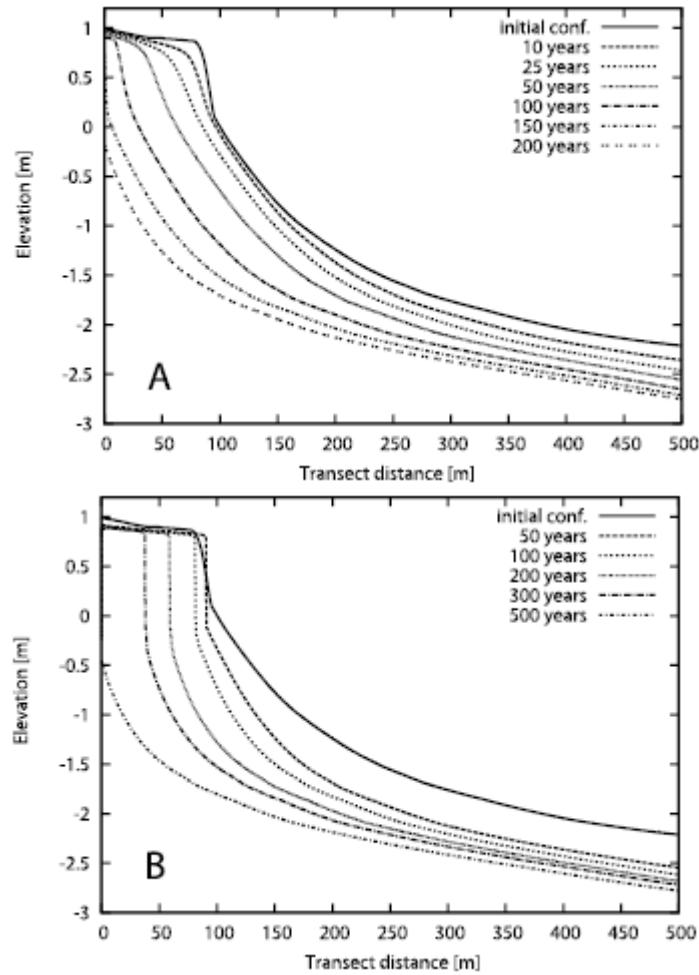 1
0.5
0
-0.5
-1
-1.5
-2
-2.5
-3
Elevation [m]
initial conf.
10 years
25 years
50 years
100 years
150 years
200 years
A
0 50 100 150 200 250 300 350 400 450 500
Transect distance [m]
1
0.5
0
-0.5
-1
-1.5
-2
-2.5
-3
Elevation [m]
initial conf.
50 years
100 years
200 years
300 years
500 years
B
0 50 100 150 200 250 300 350 400 450 500
Transect distance [m]